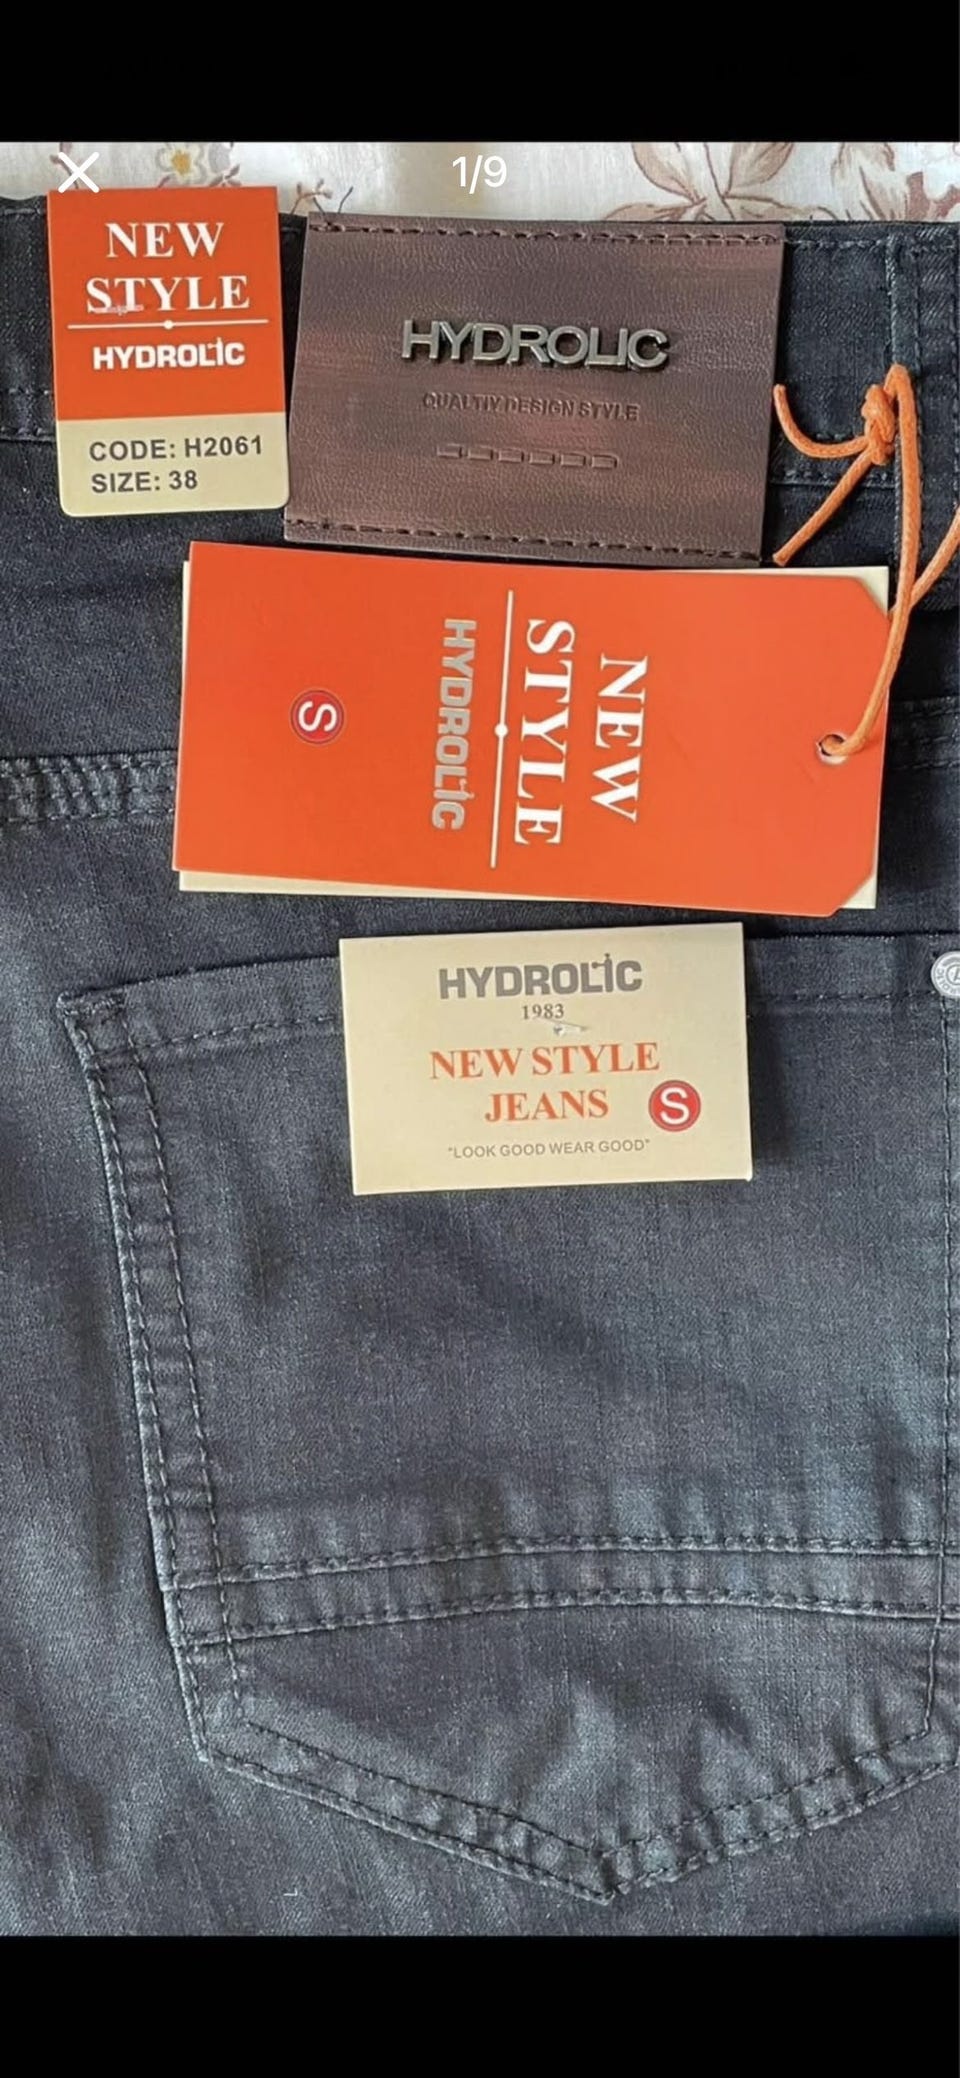 1/9
NEW
STYLE
HYDROLIC
CODE: H2061
SIZE: 38
HYDROLIC
QUALTIY DESIGN STYLE
NEW
STYLE
HYDROLIC
S
HYDROLIC
1983
NEW STYLE
JEANS
S
"LOOK GOOD WEAR GOOD"